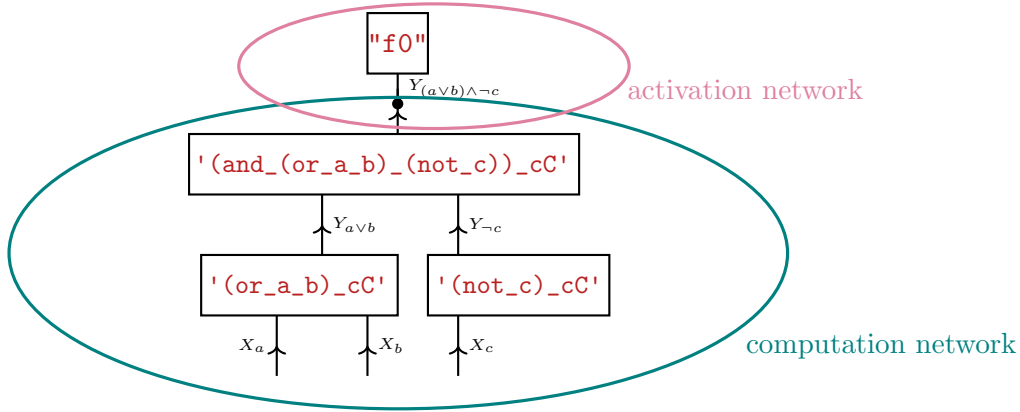 "f0"
Y_{(a∨b)∧¬c}
activation network
'(and_(or_a_b)_(not_c))_cC'
Y_{a∨b} Y_{¬c}
'(or_a_b)_cC' '(not_c)_cC'
X_a X_b X_c
computation network